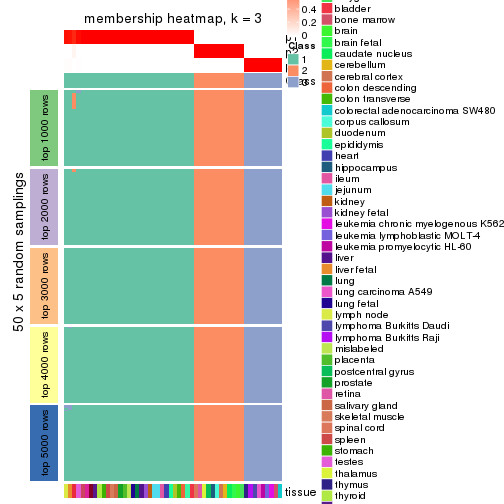 membership heatmap, k = 3
0.4
0.2
0
Class
1
2
50 x 5 random samplings
top 1000 rows
top 2000 rows
top 3000 rows
top 4000 rows
top 5000 rows
tissue
bladder
bone marrow
brain
brain fetal
caudate nucleus
cerebellum
cerebral cortex
colon descending
colon transverse
colorectal adenocarcinoma SW480
corpus callosum
duodenum
epididymis
heart
hippocampus
ileum
jejunum
kidney
kidney fetal
leukemia chronic myelogenous K562
leukemia lymphoblastic MOLT-4
leukemia promyelocytic HL-60
liver
liver fetal
lung
lung carcinoma A549
lung fetal
lymph node
lymphoma Burkitts Daudi
lymphoma Burkitts Raji
mislabeled
placenta
postcentral gyrus
prostate
retina
salivary gland
skeletal muscle
spinal cord
spleen
stomach
testes
thalamus
thymus
thyroid